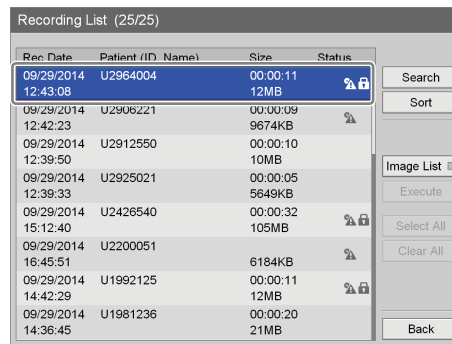 Recording List (25/25)
Rec Date Patient (ID, Name) Size Status
09/29/2014 U2964004 00:00:11
12:43:08 12MB
09/29/2014 U2906221 00:00:09
12:42:23 9674KB
09/29/2014 U2912550 00:00:10
12:39:50 10MB
09/29/2014 U2925021 00:00:05
12:39:33 5649KB
09/29/2014 U2426540 00:00:32
15:12:40 105MB
09/29/2014 U2200051
16:45:51 6184KB
09/29/2014 U1992125 00:00:11
14:42:29 12MB
09/29/2014 U1981236 00:00:20
14:36:45 21MB
Search
Sort
Image List
Execute
Select All
Clear All
Back